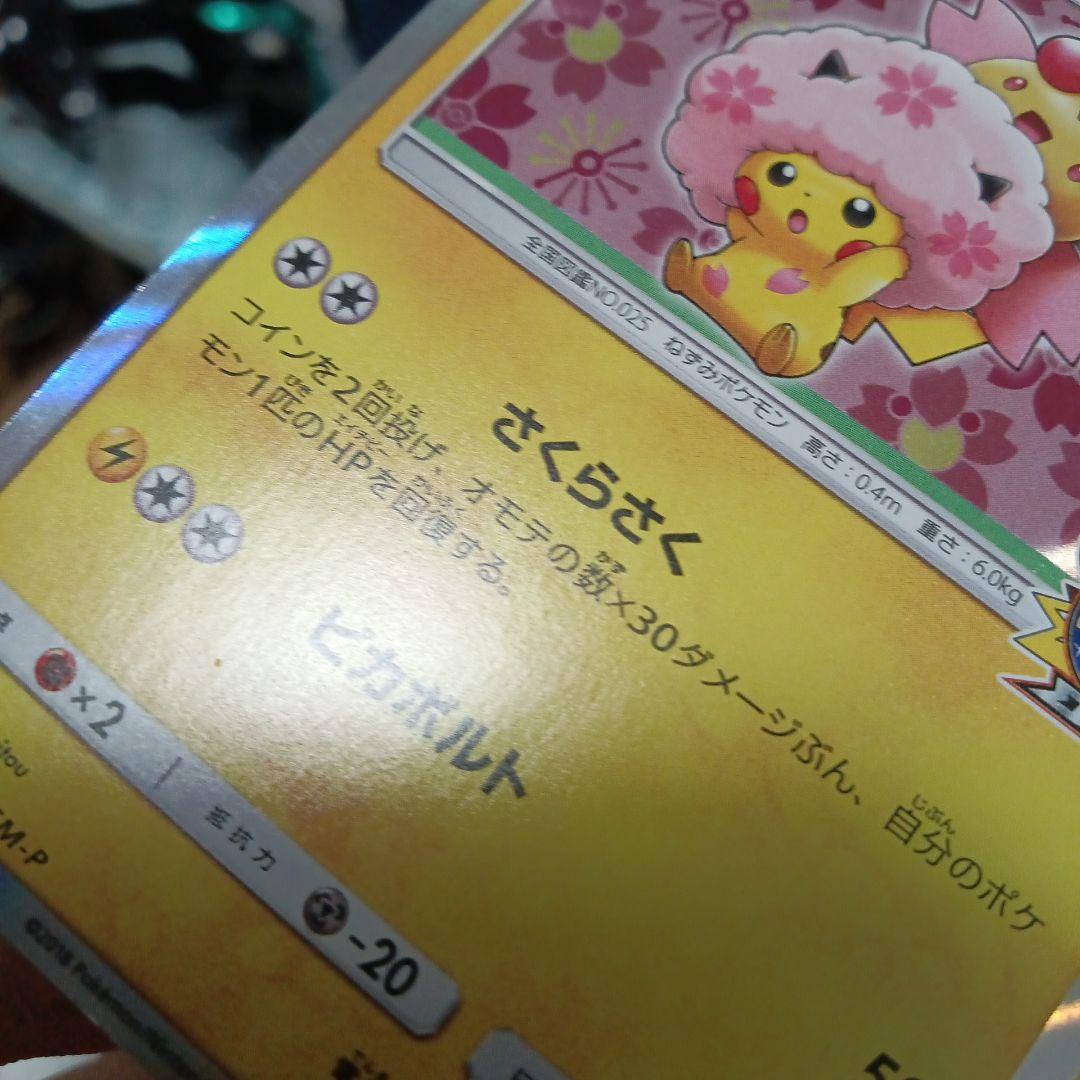 全国図鑑NO.025 ねずみポケモン 高さ:0.4m 重さ:6.0kg
さくらさく
コインを2回投げ、オモテの数×30ダメージぶん、自分のポケ
モン1匹のHPを回復する。
ピカボルト
×2
抵抗力
-20
M-P
©2018 Pokémon